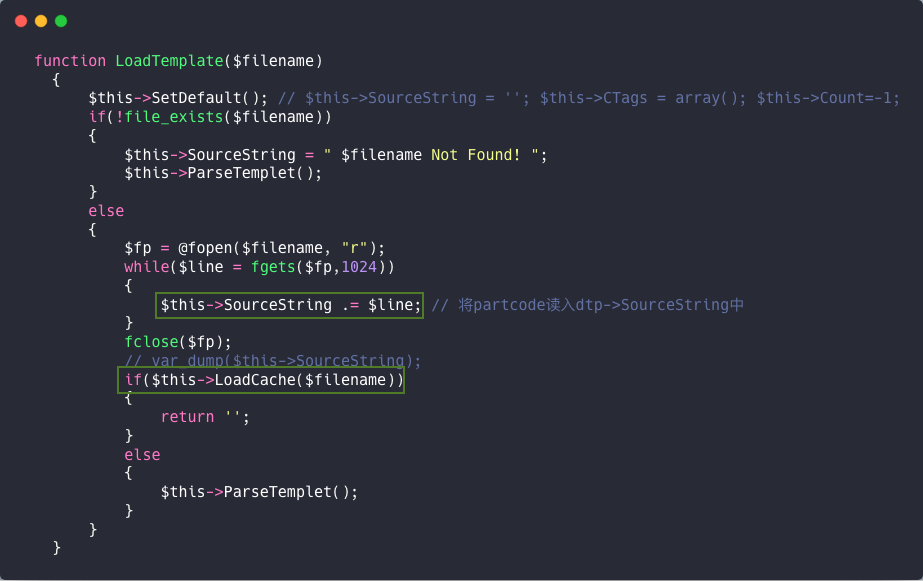 function LoadTemplate($filename)
{
$this->SetDefault(); // $this->SourceString = ''; $this->CTags = array(); $this->Count=-1;
if(!file_exists($filename))
{
$this->SourceString = " $filename Not Found! ";
$this->ParseTemplet();
}
else
{
$fp = @fopen($filename, "r");
while($line = fgets($fp,1024))
{
$this->SourceString .= $line; // 将partcode读入dtp->SourceString中
}
fclose($fp);
// var_dump($this->SourceString);
if($this->LoadCache($filename))
{
return '';
}
else
{
$this->ParseTemplet();
}
}
}